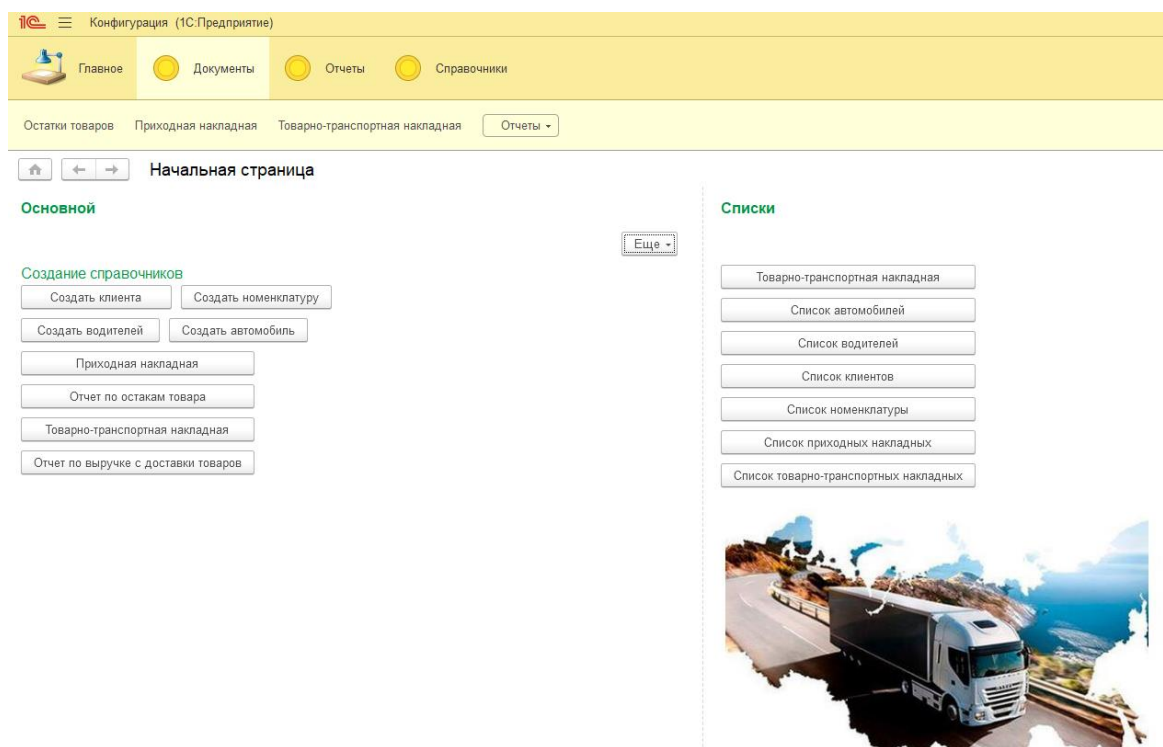 1С Конфигурация (1С:Предприятие)
Главное Документы Отчеты Справочники
Остатки товаров Приходная накладная Товарно-транспортная накладная Отчеты
Начальная страница
Основной
Еще
Создание справочников
Создать клиента Создать номенклатуру
Создать водителей Создать автомобиль
Приходная накладная
Отчет по остакам товара
Товарно-транспортная накладная
Отчет по выручке с доставки товаров
Списки
Товарно-транспортная накладная
Список автомобилей
Список водителей
Список клиентов
Список номенклатуры
Список приходных накладных
Список товарно-транспортных накладных